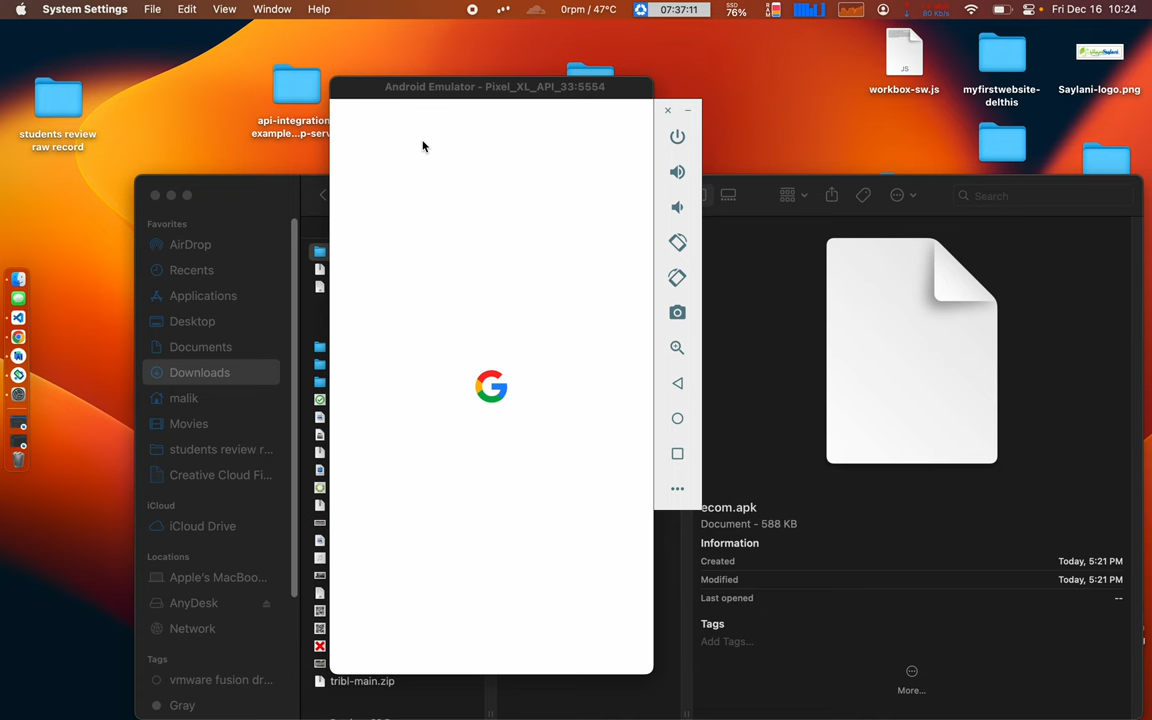 System Settings File Edit View Window Help 0rpm / 47°C 07:37:11 SSD 76% 80 Kb/s Fri Dec 16 10:24
students review
raw record
api-integration
example...p-serv
JS
workbox-sw.js
myfirstwebsite-
delthis
Saylani-logo.png
Android Emulator - Pixel_XL_API_33:5554
Search
Favorites
AirDrop
Recents
Applications
Desktop
Documents
Downloads
malik
Movies
students review r...
Creative Cloud Fi...
iCloud
iCloud Drive
Locations
Apple's MacBoo...
AnyDesk
Network
Tags
vmware fusion dr...
Gray
G
tribl-main.zip
ecom.apk
Document - 588 KB
Information
Created Today, 5:21 PM
Modified Today, 5:21 PM
Last opened --
Tags
Add Tags...
More...